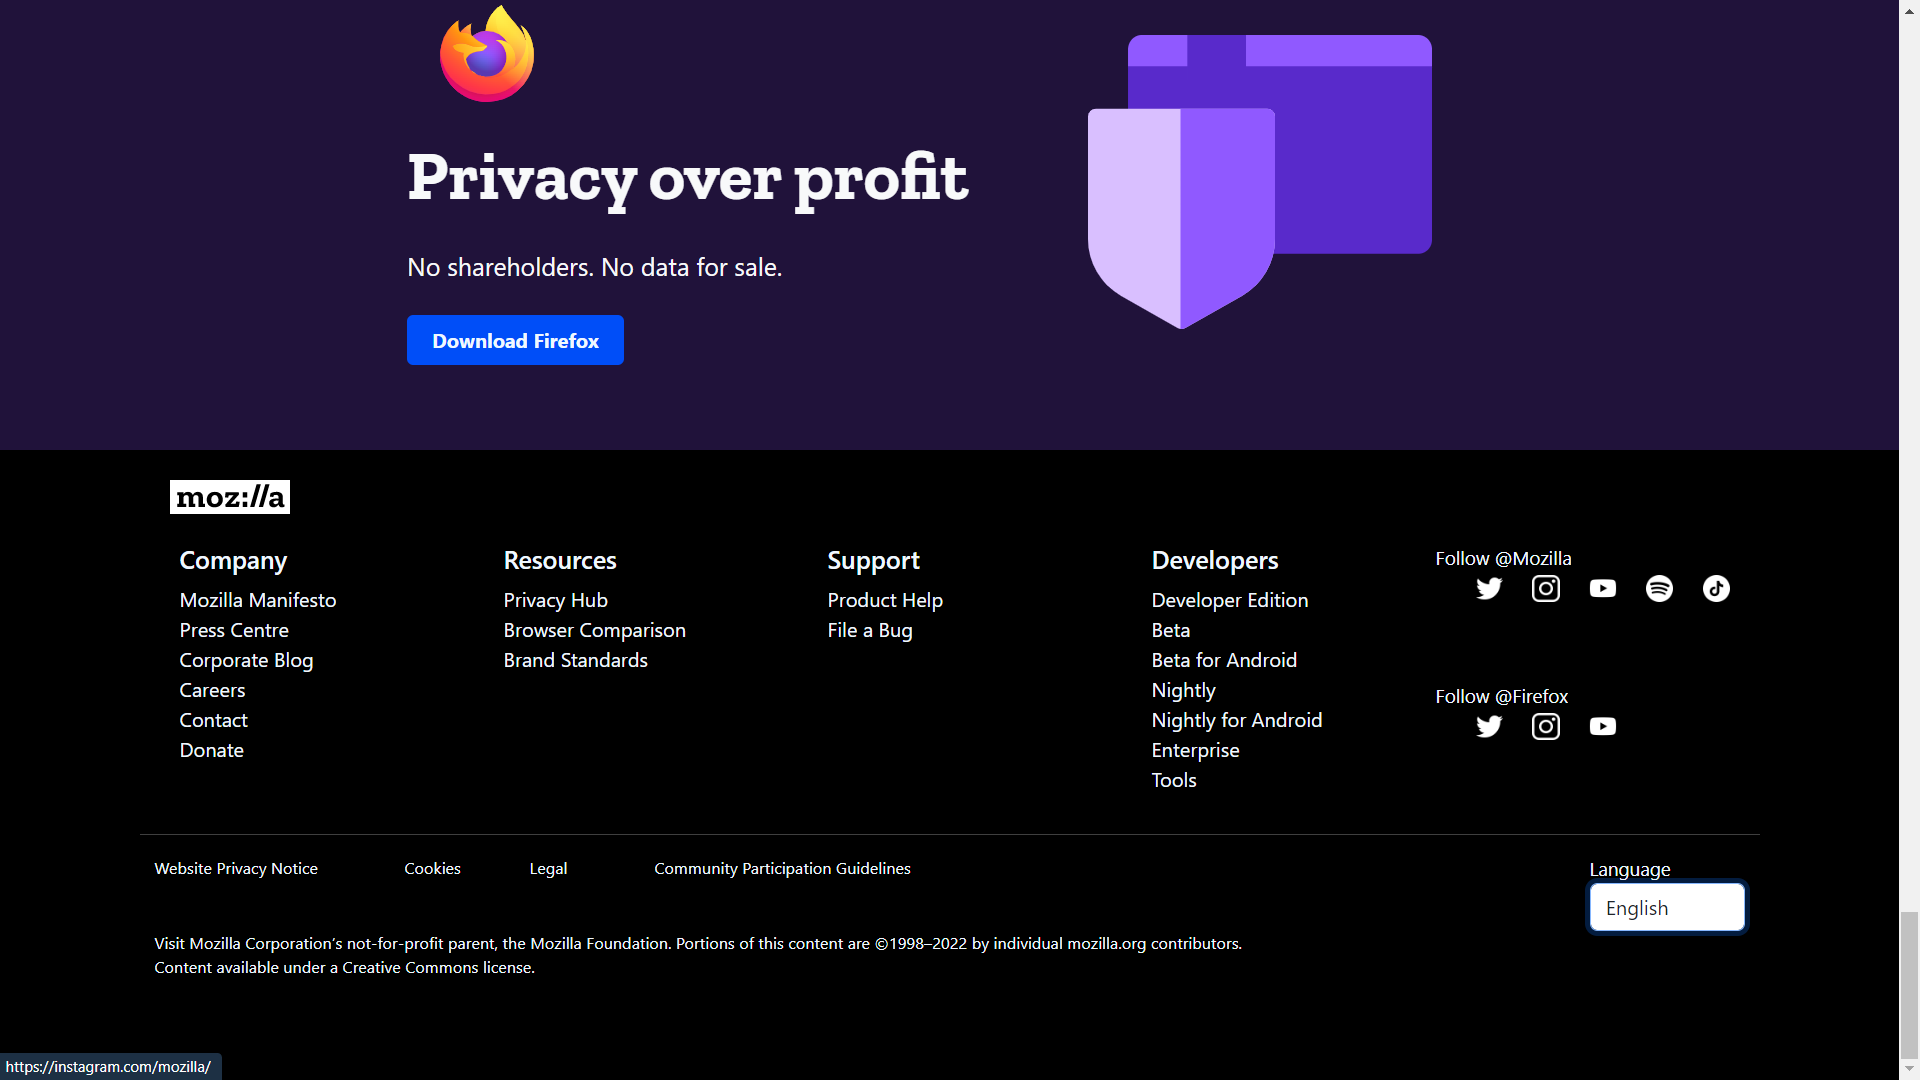 Privacy over profit
No shareholders. No data for sale.
Download Firefox
moz://a
Company
Mozilla Manifesto
Press Centre
Corporate Blog
Careers
Contact
Donate
Resources
Privacy Hub
Browser Comparison
Brand Standards
Support
Product Help
File a Bug
Developers
Developer Edition
Beta
Beta for Android
Nightly
Nightly for Android
Enterprise
Tools
Follow @Mozilla
Follow @Firefox
Website Privacy Notice
Cookies
Legal
Community Participation Guidelines
Language
English
Visit Mozilla Corporation’s not-for-profit parent, the Mozilla Foundation. Portions of this content are ©1998–2022 by individual mozilla.org contributors.
Content available under a Creative Commons license.
https://instagram.com/mozilla/